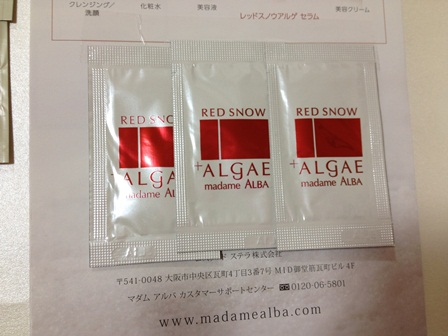 クレンジング/
洗顔
化粧水
美容液
美容クリーム
レッドスノウアルゲ セラム
RED SNOW
+ALGAE
madame ALBA
RED SNOW
+ALGAE
madame ALBA
RED SNOW
+ALGAE
madame ALBA
ド ステラ株式会社
〒541-0048 大阪市中央区瓦町4丁目3番7号 MID御堂筋瓦町ビル4F
マダム アルバ カスタマーサポートセンター 0120-06-5801
www.madamealba.com